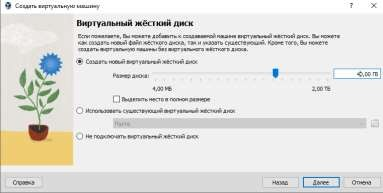 Создать виртуальную машину
Виртуальный жёсткий диск
Если пожелаете, Вы можете добавить к создаваемой машине виртуальный жёсткий диск. Вы можете
как создать новый файл жёсткого диска, так и указать существующий. Кроме того, Вы можете
создать виртуальную машину без виртуального жёсткого диска.
Создать новый виртуальный жёсткий диск
Размер диска:
40,00 ГБ
4,00 МБ
2,00 ТБ
Выделить место в полном размере
Использовать существующий виртуальный жёсткий диск
Пусто
Не подключать виртуальный жёсткий диск
Справка
Назад
Далее
Отмена